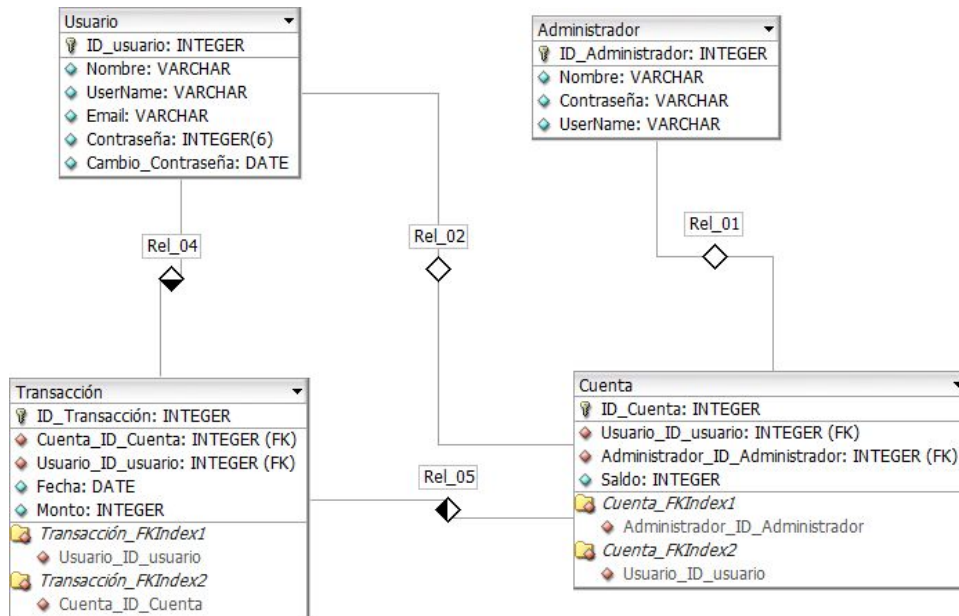 Usuario
ID_usuario: INTEGER
Nombre: VARCHAR
UserName: VARCHAR
Email: VARCHAR
Contraseña: INTEGER(6)
Cambio_Contraseña: DATE
Administrador
ID_Administrador: INTEGER
Nombre: VARCHAR
Contraseña: VARCHAR
UserName: VARCHAR
Rel_04
Rel_02
Rel_01
Transacción
ID_Transacción: INTEGER
Cuenta_ID_Cuenta: INTEGER (FK)
Usuario_ID_usuario: INTEGER (FK)
Fecha: DATE
Monto: INTEGER
Transacción_FKIndex1
Usuario_ID_usuario
Transacción_FKIndex2
Cuenta_ID_Cuenta
Rel_05
Cuenta
ID_Cuenta: INTEGER
Usuario_ID_usuario: INTEGER (FK)
Administrador_ID_Administrador: INTEGER (FK)
Saldo: INTEGER
Cuenta_FKIndex1
Administrador_ID_Administrador
Cuenta_FKIndex2
Usuario_ID_usuario